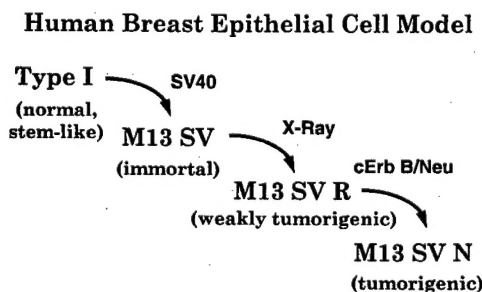 Human Breast Epithelial Cell Model
Type I
SV40
(normal,
stem-like)
M13 SV
X-Ray
(immortal)
cErb B/Neu
M13 SV R
(weakly tumorigenic)
M13 SV N
(tumorigenic)